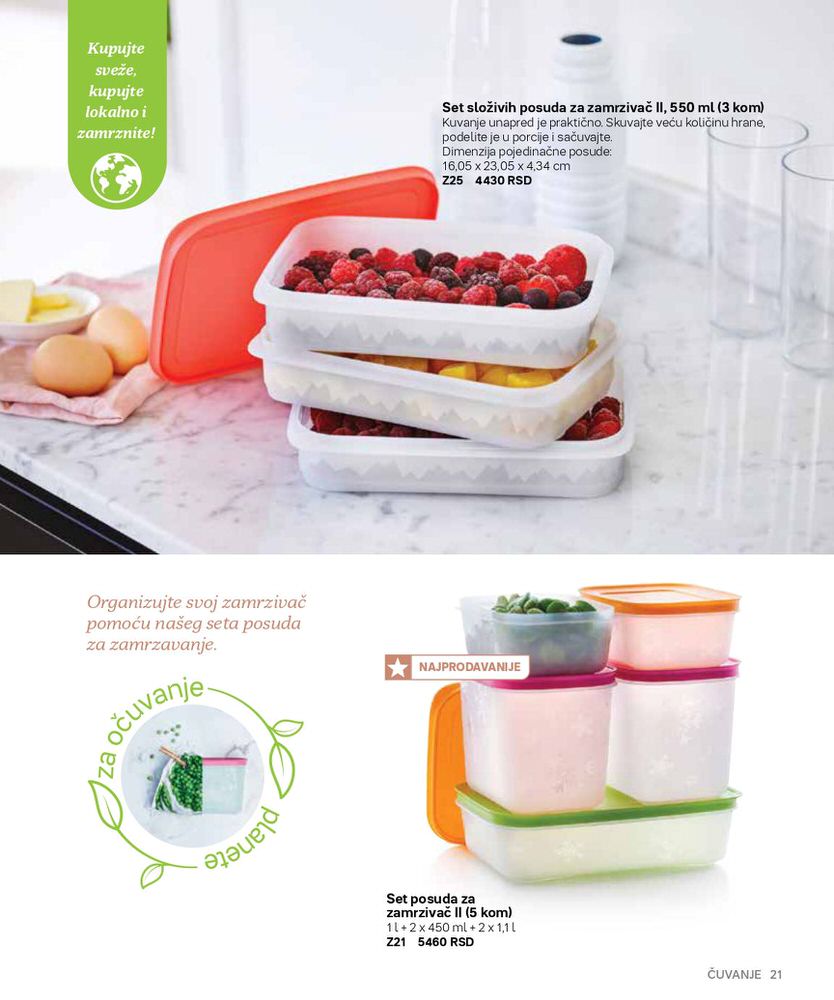 Kupujte
sveže,
kupujte
lokalno i
zamrznite!
Set složivih posuda za zamrzivač II, 550 ml (3 kom)
Kuvanje unapred je praktično. Skuvajte veću količinu hrane,
podelite je u porcije i sačuvajte.
Dimenzija pojedinačne posude:
16,05 x 23,05 x 4,34 cm
Z25 4430 RSD
Organizujte svoj zamrzivač
pomoću našeg seta posuda
za zamrzavanje.
NAJPRODAVANIJE
za očuvanje
planete
Set posuda za
zamrzivač II (5 kom)
1 l + 2 x 450 ml + 2 x 1,1 l
Z21 5460 RSD
ČUVANJE 21